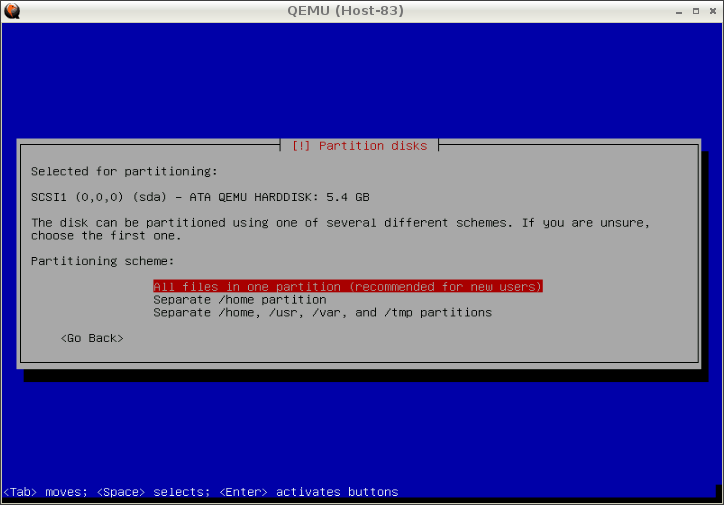 QEMU (Host-83)
[!] Partition disks
Selected for partitioning:
SCSI1 (0,0,0) (sda) - ATA QEMU HARDDISK: 5.4 GB
The disk can be partitioned using one of several different schemes. If you are unsure,
choose the first one.
Partitioning scheme:
All files in one partition (recommended for new users)
Separate /home partition
Separate /home, /usr, /var, and /tmp partitions
<Go Back>
<Tab> moves; <Space> selects; <Enter> activates buttons